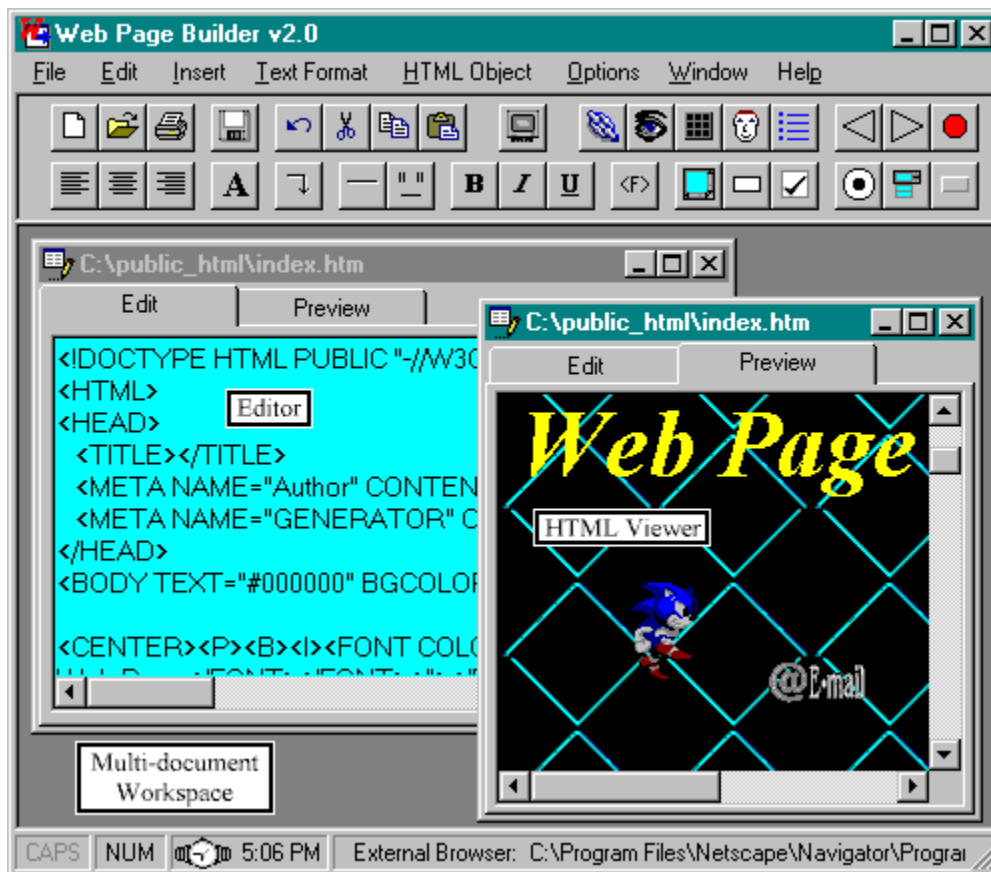 Web Page Builder v2.0
File Edit Insert Text Format HTML Object Options Window Help
A B I U <F>
C:\public_html\index.htm
Edit Preview
<!DOCTYPE HTML PUBLIC "-//W3C
<HTML>
<HEAD>
<TITLE></TITLE>
<META NAME="Author" CONTEN
<META NAME="GENERATOR" C
</HEAD>
<BODY TEXT="#000000" BGCOLOR
<CENTER><P><B><I><FONT COLO
Editor
C:\public_html\index.htm
Edit Preview
Web Page
HTML Viewer
@E-mail
Multi-document
Workspace
CAPS NUM 5:06 PM External Browser: C:\Program Files\Netscape\Navigator\Program